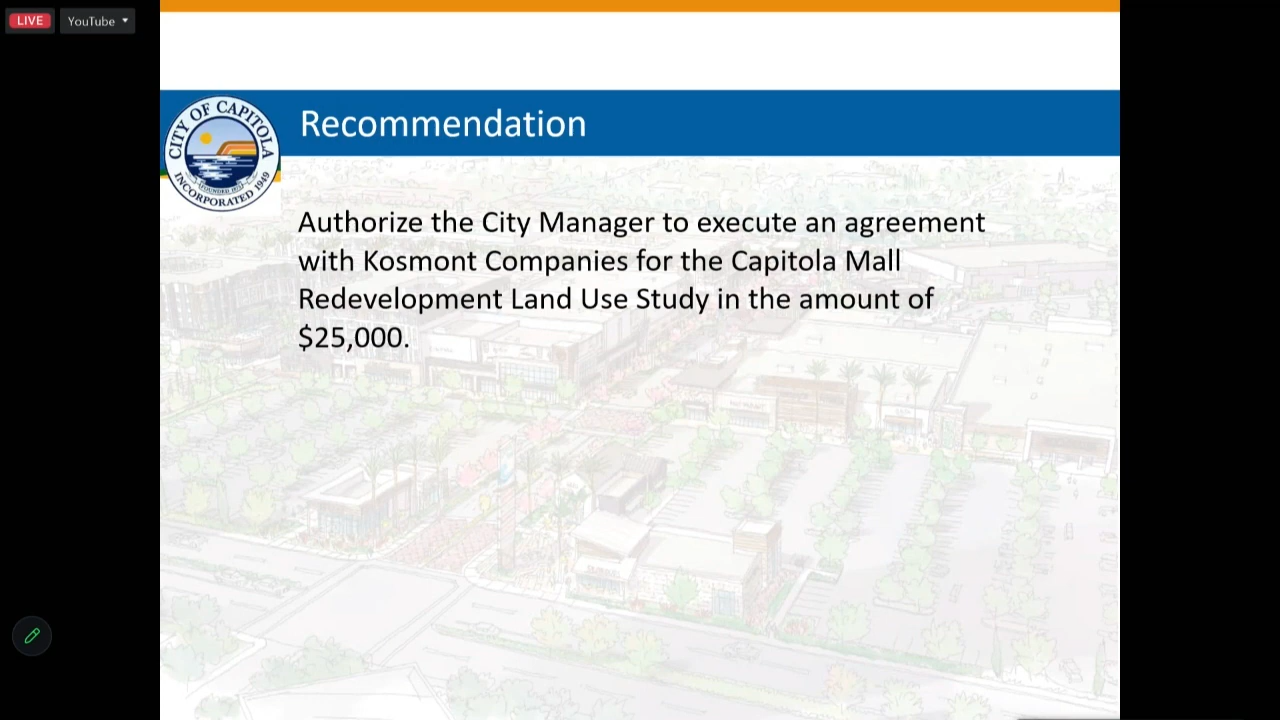 LIVE
YouTube
CITY OF CAPITOLA
INCORPORATED 1949
Recommendation
Authorize the City Manager to execute an agreement
with Kosmont Companies for the Capitola Mall
Redevelopment Land Use Study in the amount of
$25,000.